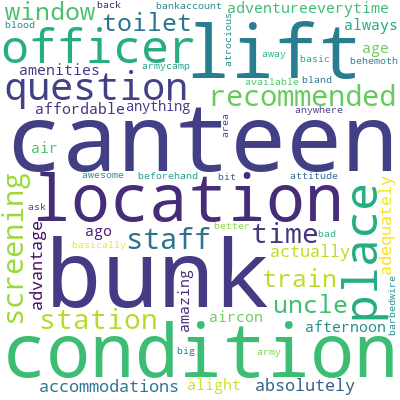 back bankaccount
window toilet adventureeverytime
blood atrocious always
officer lift
armycamp away basic age behemoth
amenities
question available bland recommended
affordable anything anywhere
canteen
air area
awesome beforehand bit attitude
screening location place adequately
ask ago staff time better bad
advantage basically actually barbedwire
bunk
amazing train
station aircon uncle
big army afternoon
condition
accommodations alight absolutely